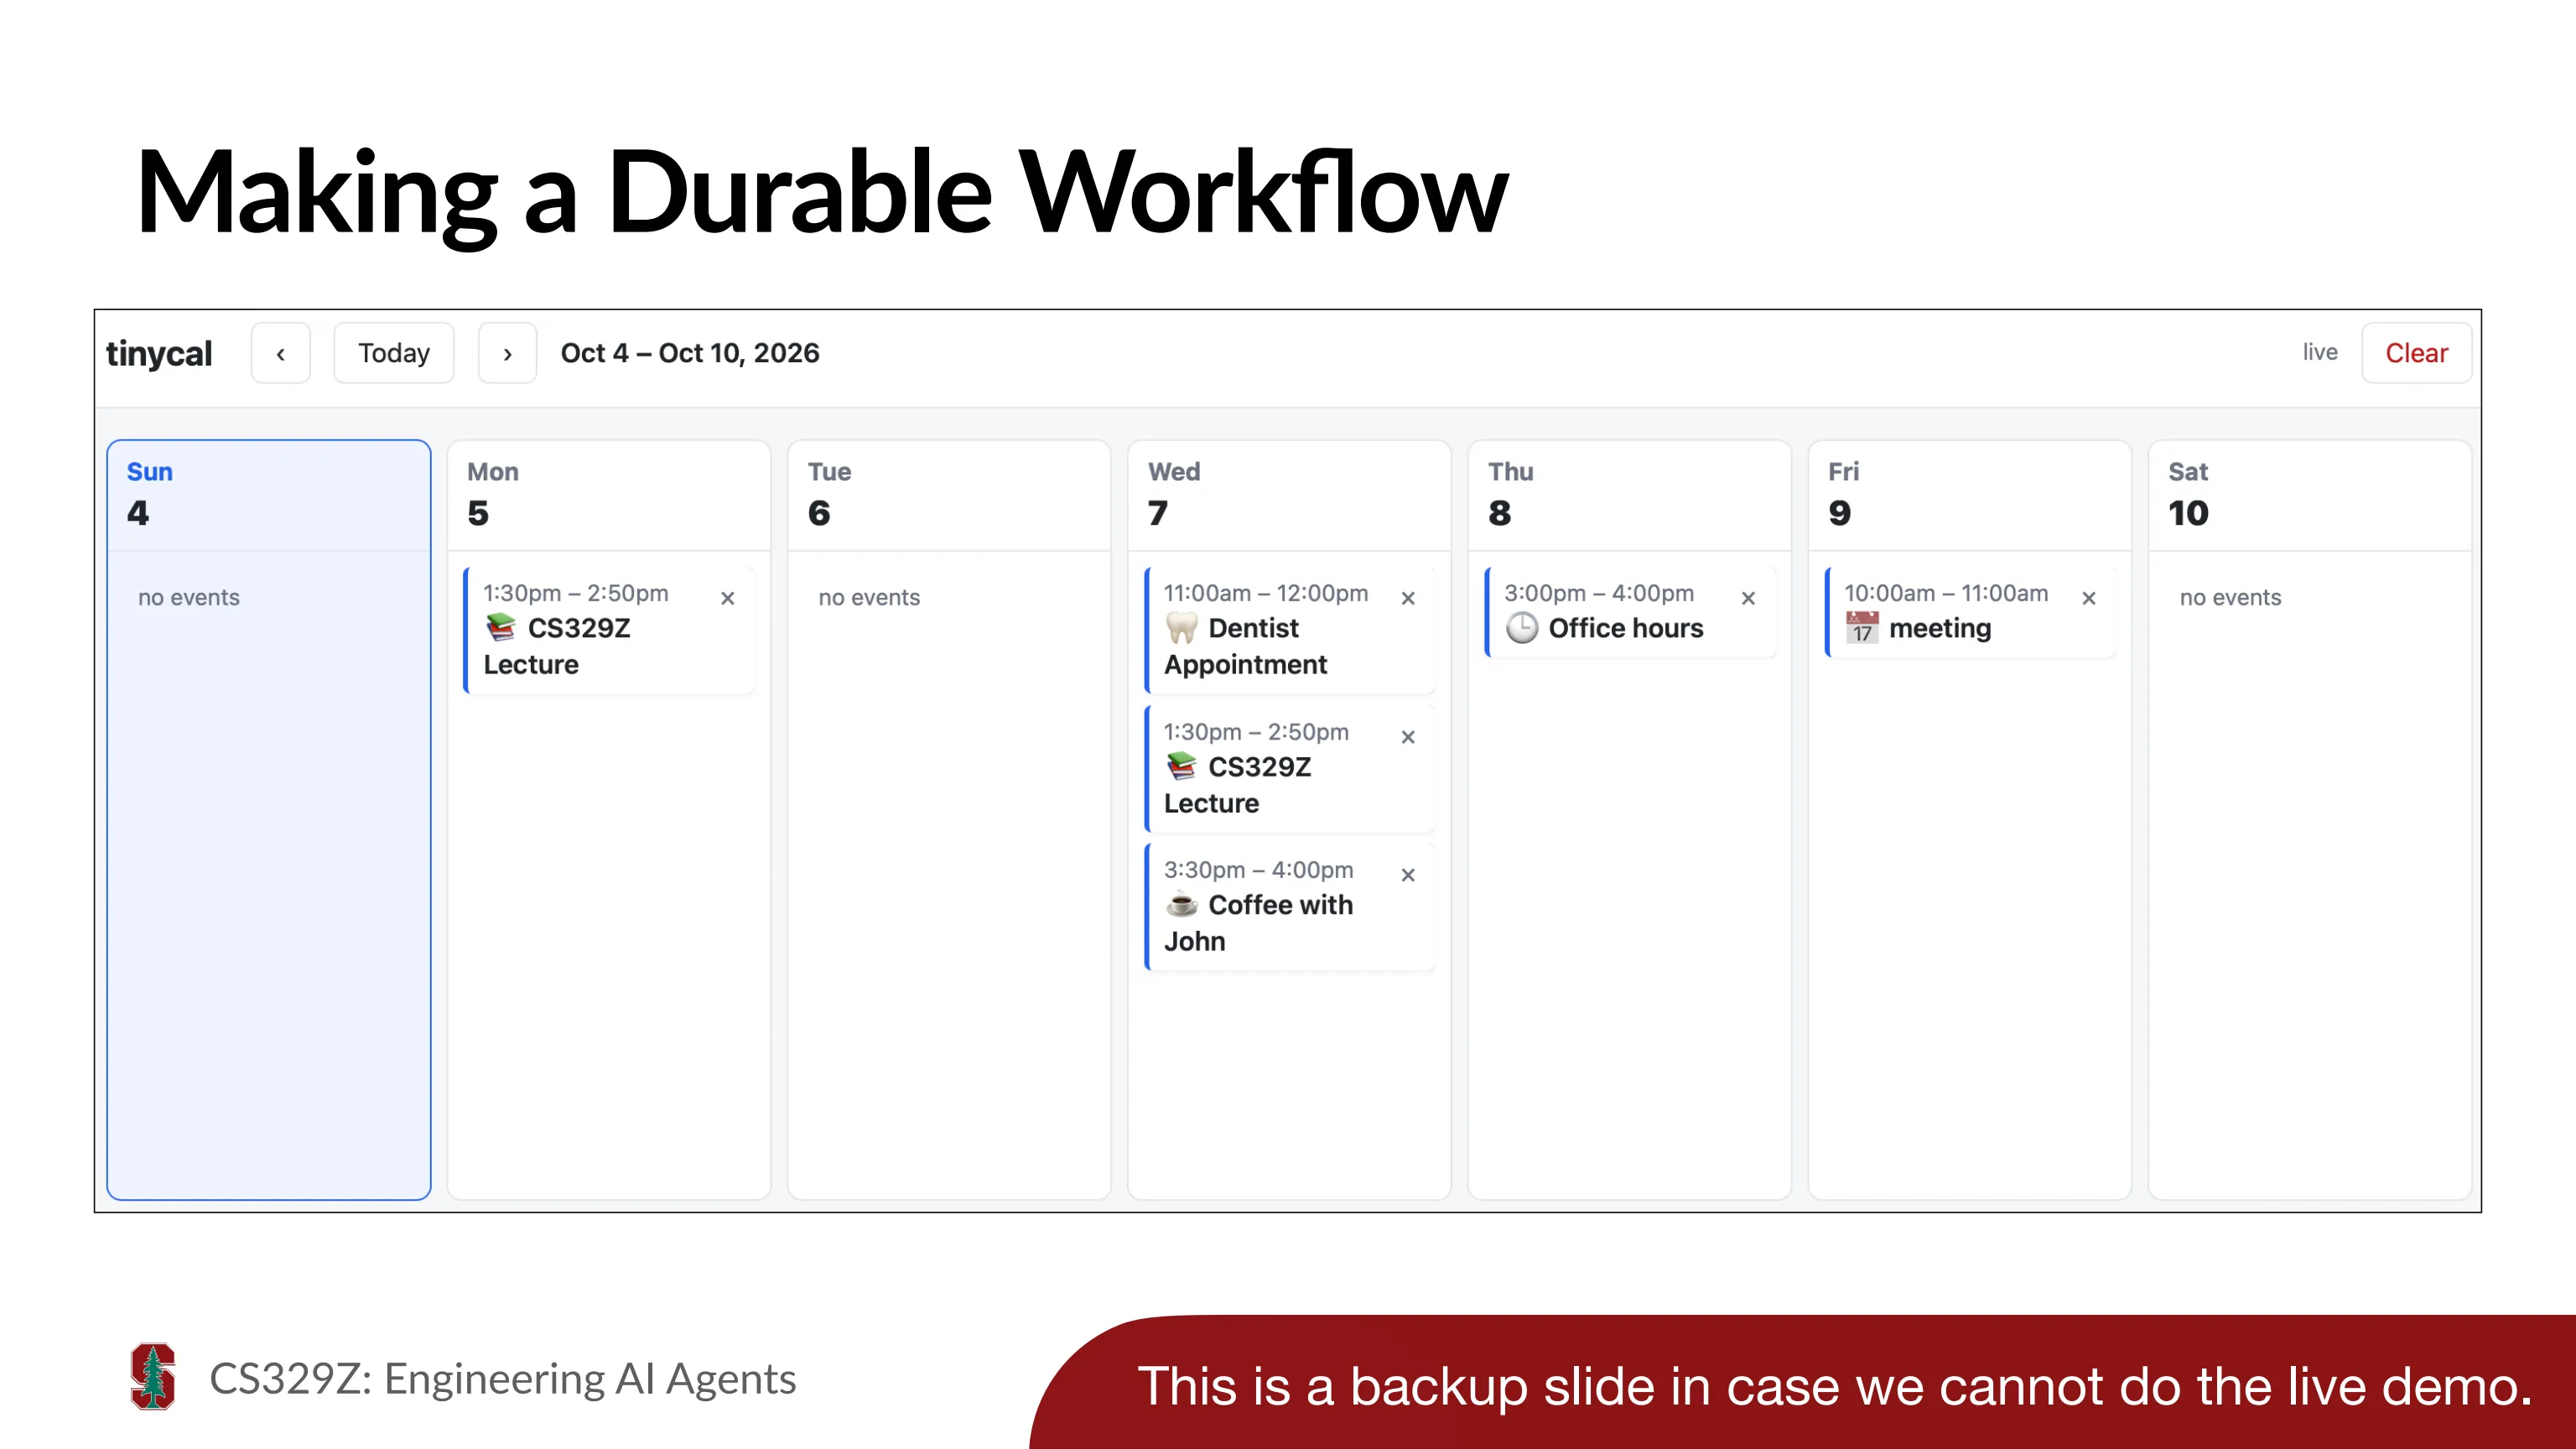 Making a Durable Workflow
tinycal ‹ Today › Oct 4 – Oct 10, 2026 live Clear
Sun
4
no events
Mon
5
1:30pm – 2:50pm ×
📚 CS329Z
Lecture
Tue
6
no events
Wed
7
11:00am – 12:00pm ×
🦷 Dentist
Appointment
1:30pm – 2:50pm ×
📚 CS329Z
Lecture
3:30pm – 4:00pm ×
☕ Coffee with
John
Thu
8
3:00pm – 4:00pm ×
🕒 Office hours
Fri
9
10:00am – 11:00am ×
📅 meeting
Sat
10
no events
CS329Z: Engineering AI Agents
This is a backup slide in case we cannot do the live demo.